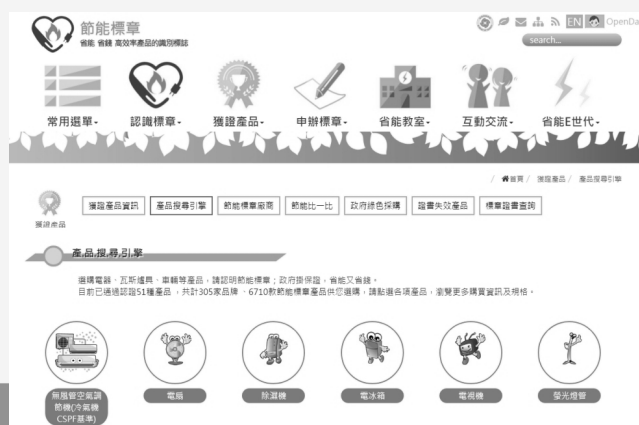 節能標章
省能 省錢 高效率產品的識別標誌
EN
OpenDa
search...
常用選單
認識標章
獲證產品
申辦標章
省能教室
互動交流
省能E世代
/ 首頁 / 獲證產品 / 產品搜尋引擎
獲證產品
獲證產品資訊
產品搜尋引擎
節能標章廠商
節能比一比
政府綠色採購
證書失效產品
標章證書查詢
產品搜尋引擎
選購電器、瓦斯爐具、車輛等產品，請認明節能標章；政府掛保證，省能又省錢。
目前已通過認證51種產品 ，共計305家品牌 、6710款節能標章產品供您選購，請點選各項產品，瀏覽更多購買資訊及規格。
無風管空氣調
節機(冷氣機
CSPF基準)
電腦
除濕機
電冰箱
電視機
螢光燈管